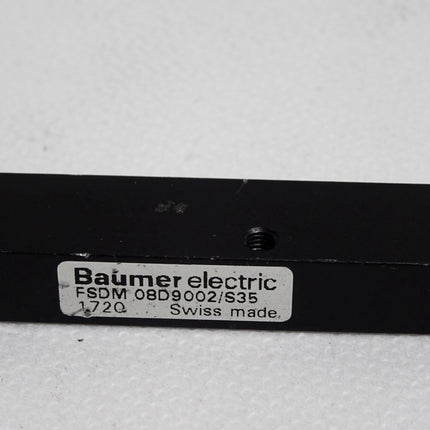 Baumer electric
FSDM 08D9002/S35
1720 Swiss made.